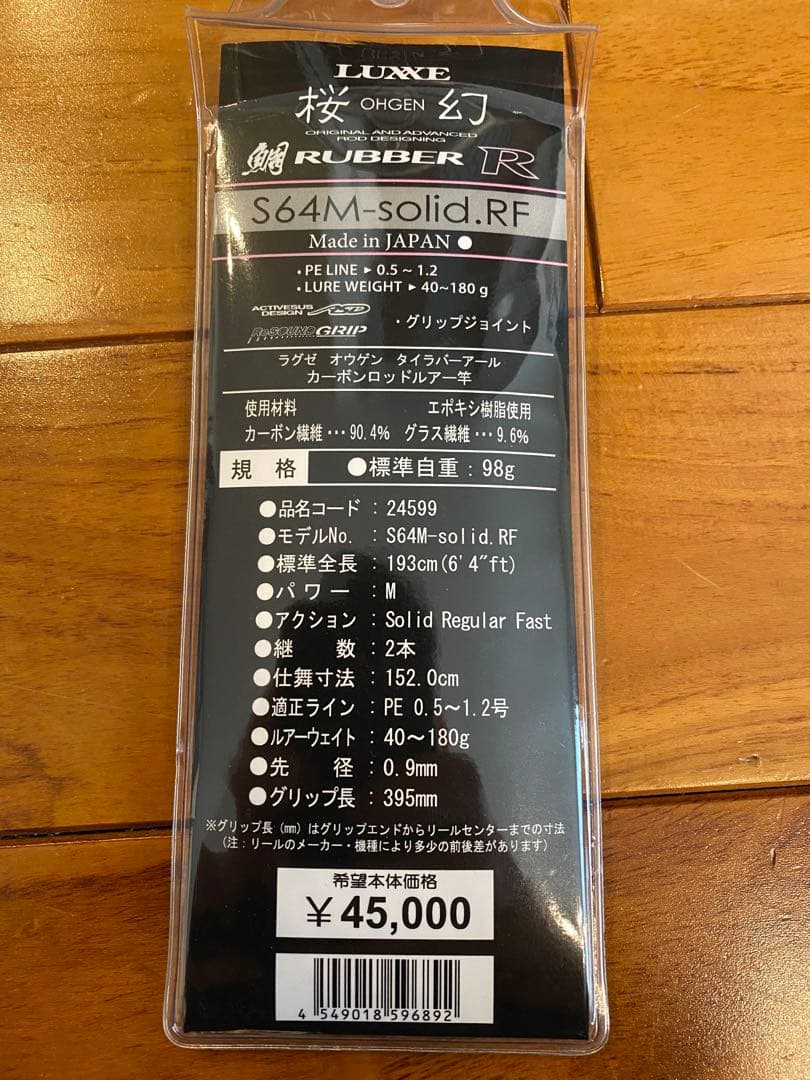 LUXXE
桜 OHGEN 幻
ORIGINAL AND ADVANCED
ROD DESIGNING
鯛 RUBBER R
S64M-solid.RF
Made in JAPAN ●
・PE LINE ▶ 0.5 ~ 1.2
・LURE WEIGHT ▶ 40~180 g
ACTIVESUS
DESIGN
ReSOUND GRIP ・グリップジョイント
ラグゼ オウゲン タイラバーアール
カーボンロッドルアー竿
使用材料 エポキシ樹脂使用
カーボン繊維・・・90.4% グラス繊維・・・9.6%
規格 ●標準自重：98g
●品名コード：24599
●モデルNo.：S64M-solid.RF
●標準全長：193cm(6'4"ft)
●パワー：M
●アクション：Solid Regular Fast
●継数：2本
●仕舞寸法：152.0cm
●適正ライン：PE 0.5～1.2号
●ルアーウェイト：40～180g
●先径：0.9mm
●グリップ長：395mm
※グリップ長（mm）はグリップエンドからリールセンターまでの寸法
（注：リールのメーカー・機種により多少の前後差があります）
希望本体価格
￥45,000
4 549018 596892